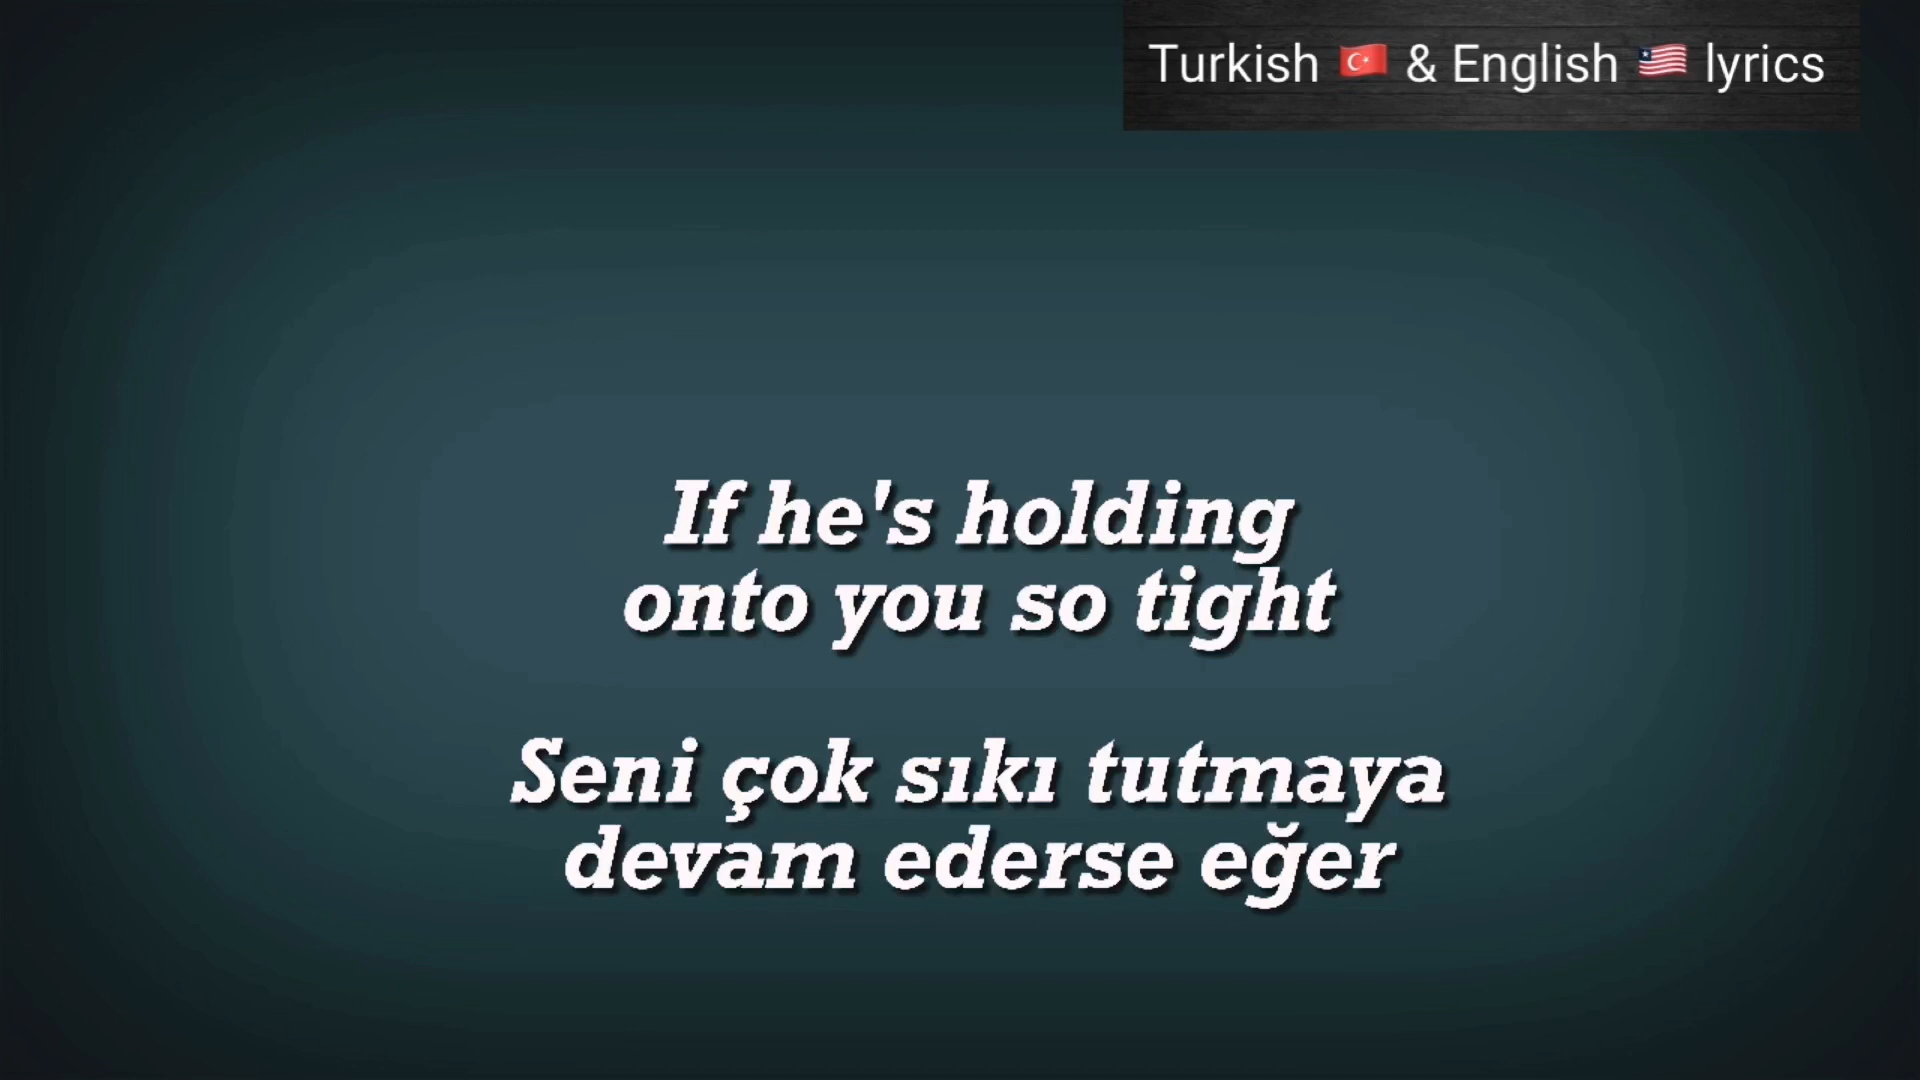 Turkish 🇹🇷 & English 🇱🇷 lyrics
If he's holding
onto you so tight
Seni çok sıkı tutmaya
devam ederse eğer